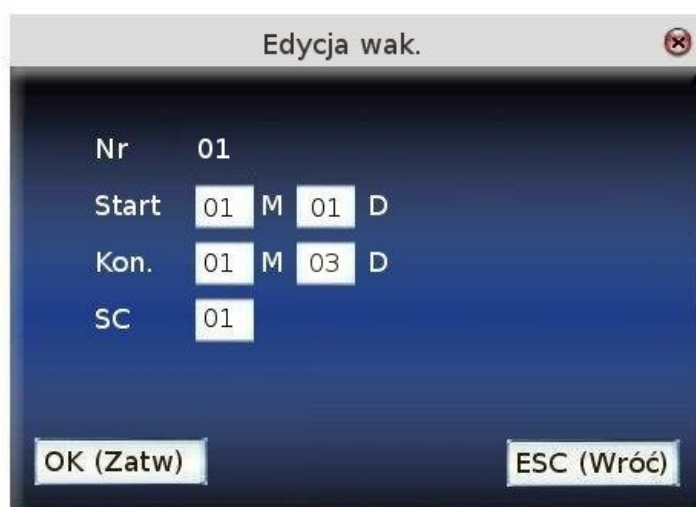 Edycja wak.
Nr 01
Start 01 M 01 D
Kon. 01 M 03 D
SC 01
OK (Zatw) ESC (Wróć)